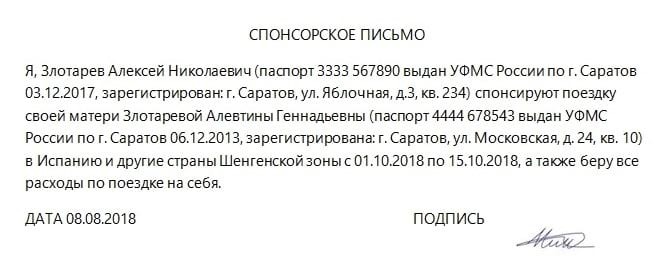 СПОНСОРСКОЕ ПИСЬМО
Я, Злотарев Алексей Николаевич (паспорт 3333 567890 выдан УФМС России по г. Саратов
03.12.2017, зарегистрирован: г. Саратов, ул. Яблочная, д.3, кв. 234) спонсируют поездку
своей матери Злотаревой Алевтины Геннадьевны (паспорт 4444 678543 выдан УФМС
России по г. Саратов 06.12.2013, зарегистрирована: г. Саратов, ул. Московская, д. 24, кв. 10)
в Испанию и другие страны Шенгенской зоны с 01.10.2018 по 15.10.2018, а также беру все
расходы по поездке на себя.
ДАТА 08.08.2018 ПОДПИСЬ